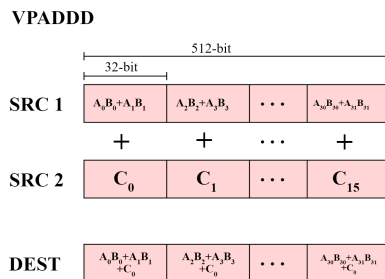 VPADDD
512-bit
32-bit
SRC 1 A₀B₀+A₁B₁ A₂B₂+A₃B₃ ... A₃₀B₃₀+A₃₁B₃₁
+ + ... +
SRC 2 C₀ C₁ ... C₁₅
DEST A₀B₀+A₁B₁ A₂B₂+A₃B₃ ... A₃₀B₃₀+A₃₁B₃₁
+C₀ +C₀ +C₀